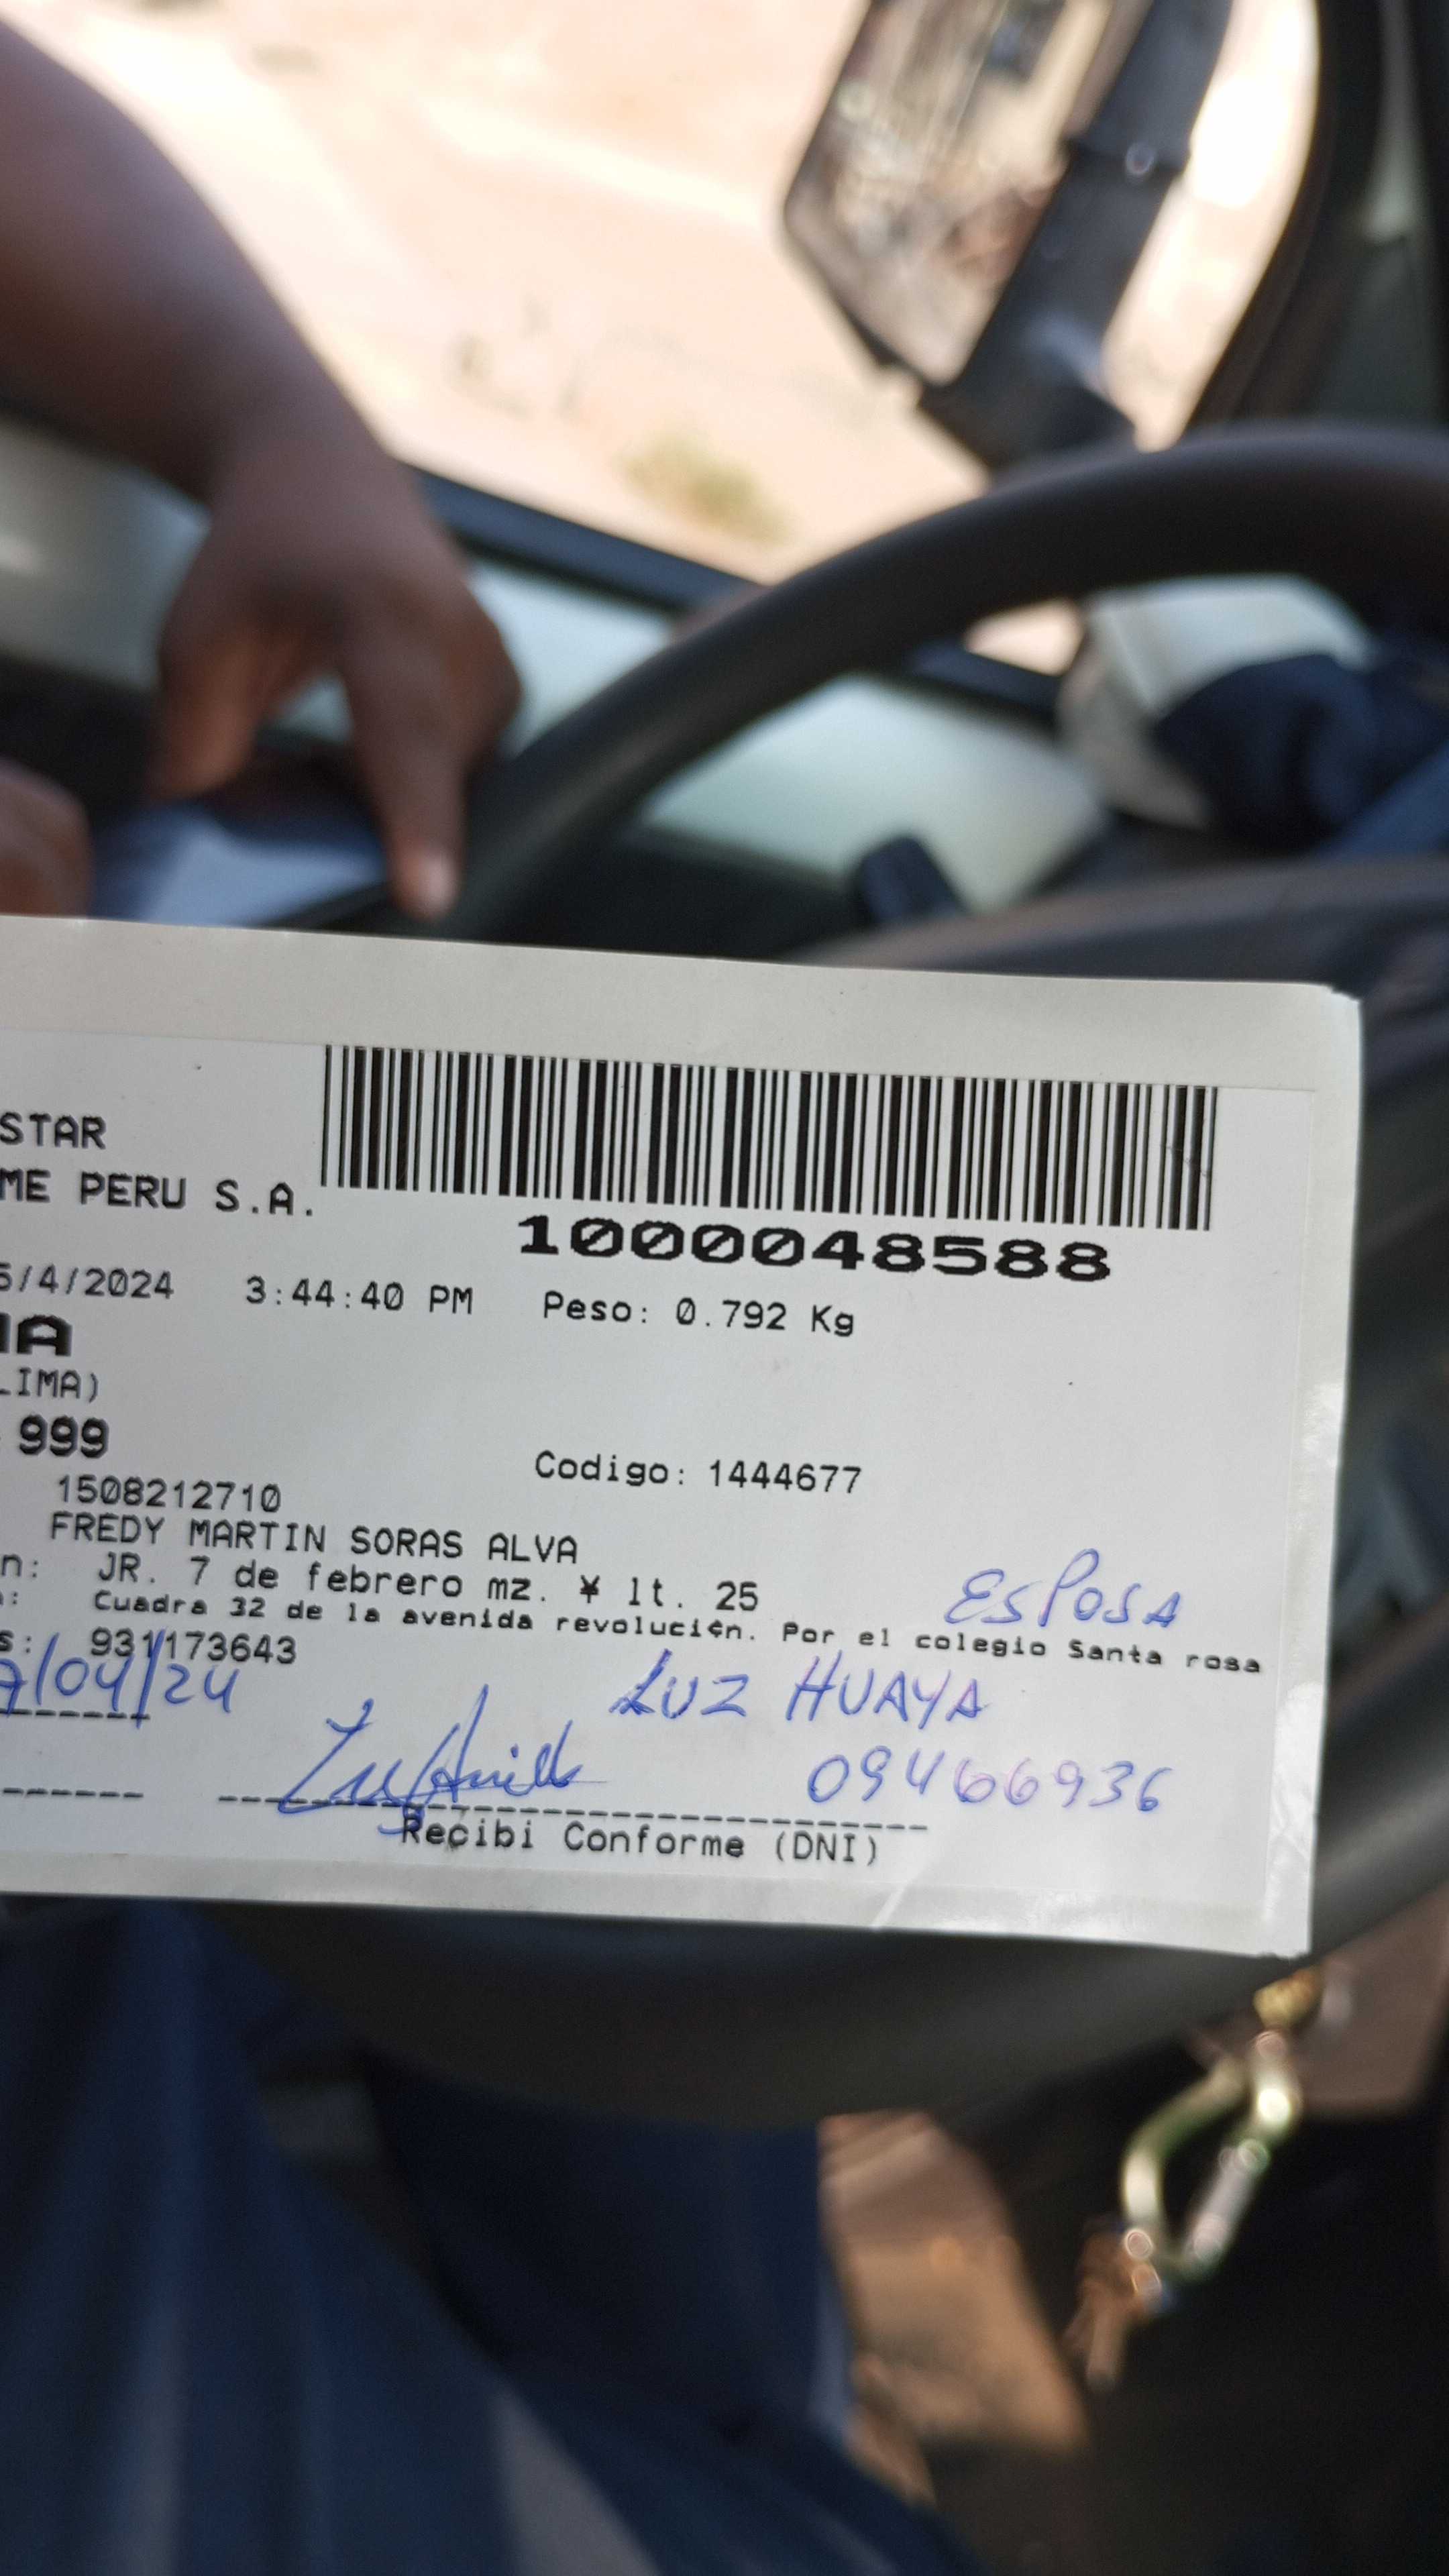 STAR
ME PERU S.A.
1000048588
5/4/2024 3:44:40 PM Peso: 0.792 Kg
MA
LIMA)
999
Codigo: 1444677
1508212710
FREDY MARTIN SORAS ALVA
n: JR. 7 de febrero mz. ¥ lt. 25
ESPOSA
Cuadra 32 de la avenida revoluci¢n. Por el colegio Santa rosa
s: 931173643
7/04/24
LUZ HUAYA
09466936
Recibi Conforme (DNI)